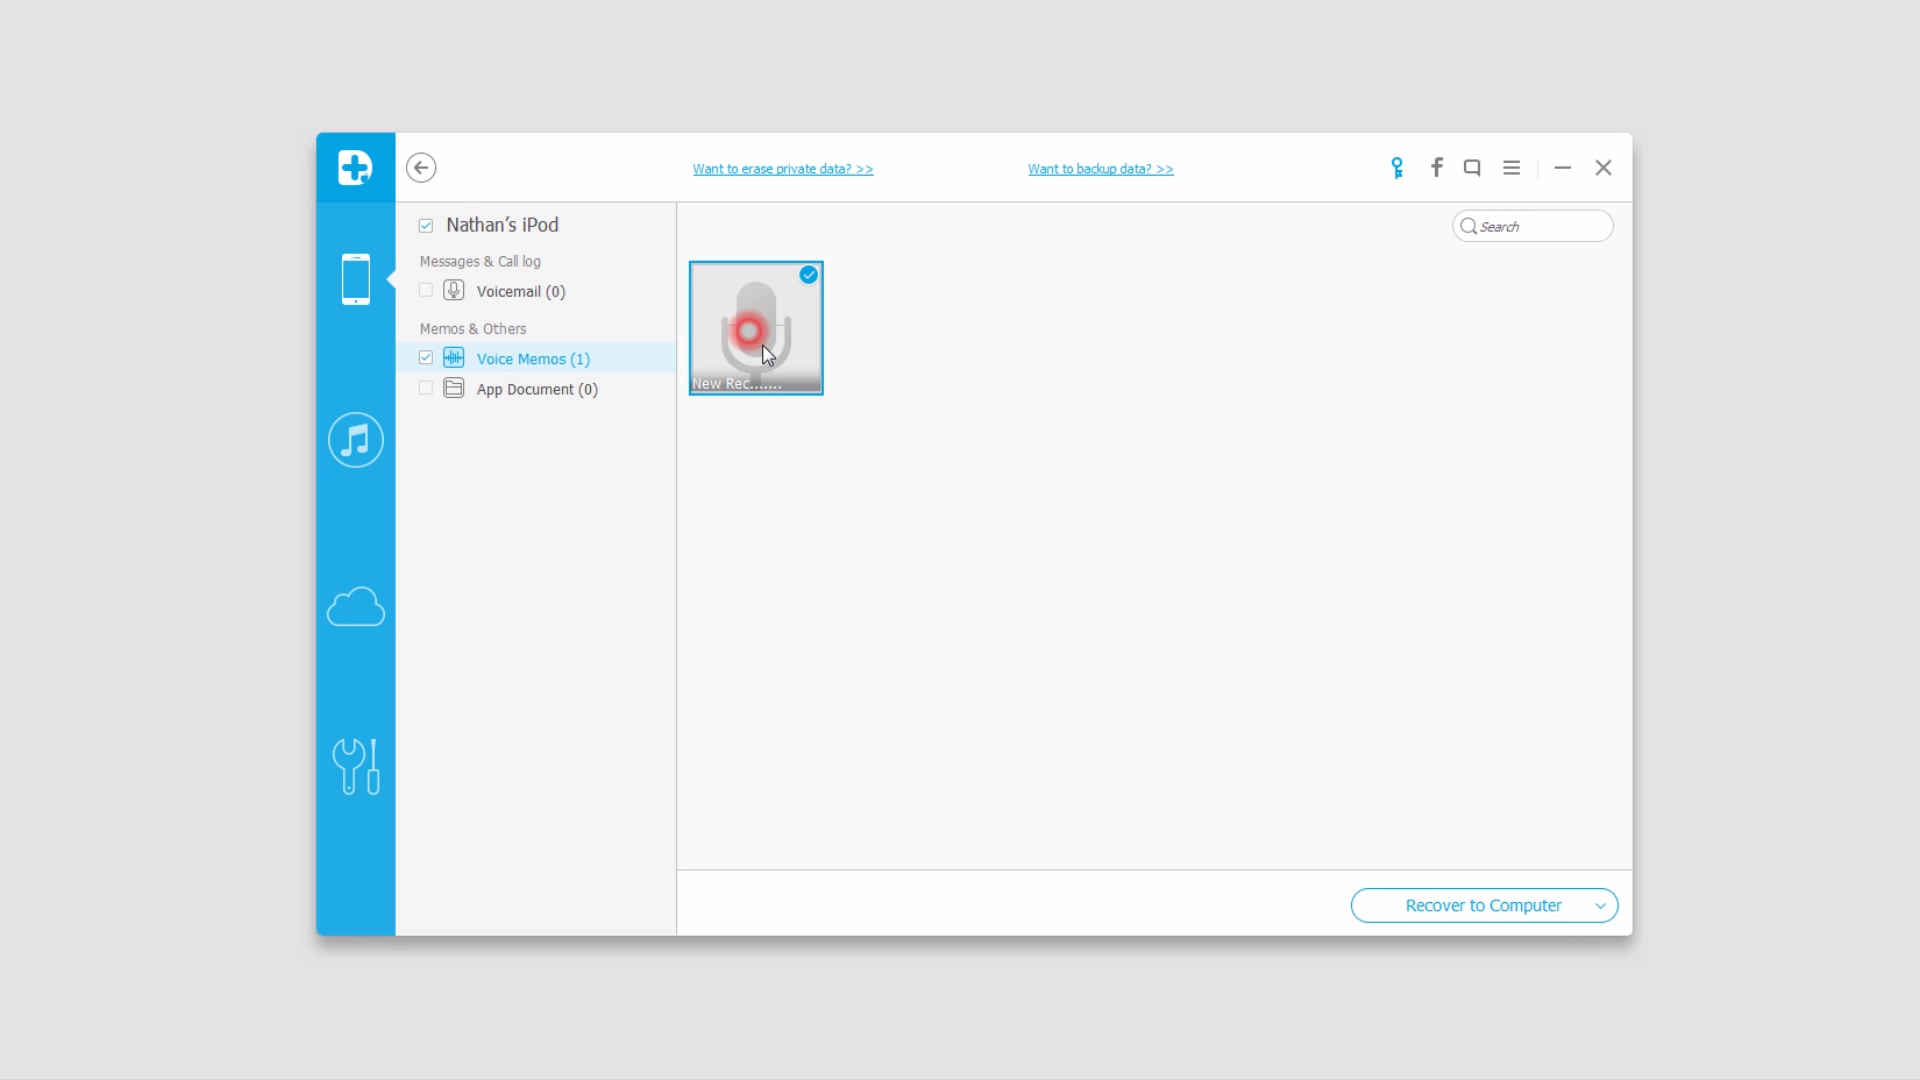 Want to erase private data? >>
Want to backup data? >>
Nathan's iPod
Search
Messages & Call log
Voicemail (0)
Memos & Others
Voice Memos (1)
App Document (0)
New Rec.......
Recover to Computer